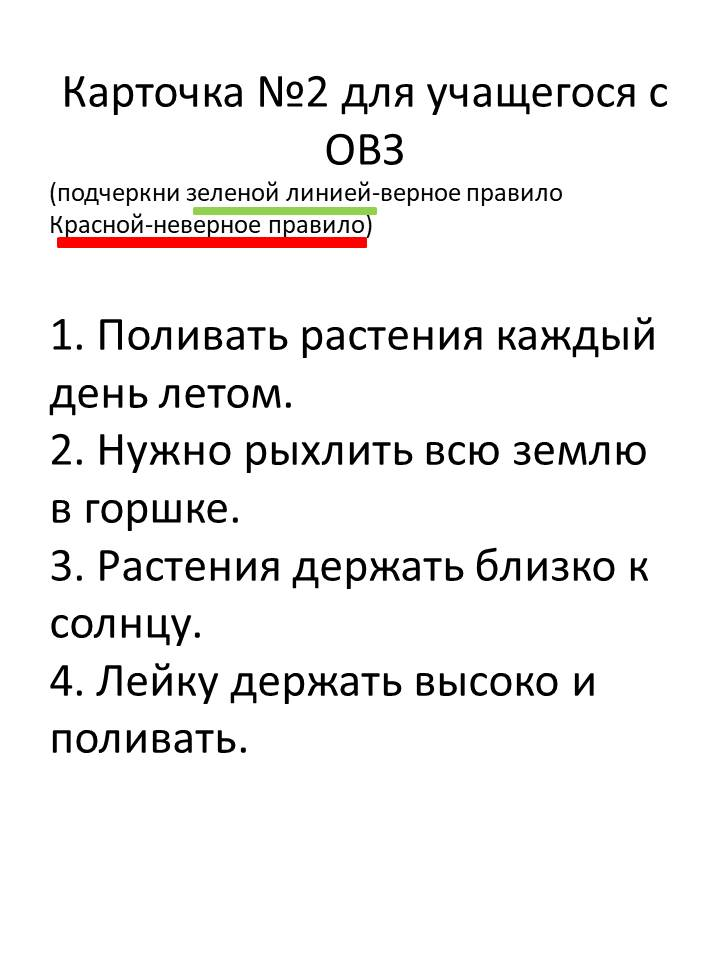 Карточка №2 для учащегося с
ОВЗ
(подчеркни зеленой линией-верное правило
Красной-неверное правило)
1. Поливать растения каждый
день летом.
2. Нужно рыхлить всю землю
в горшке.
3. Растения держать близко к
солнцу.
4. Лейку держать высоко и
поливать.